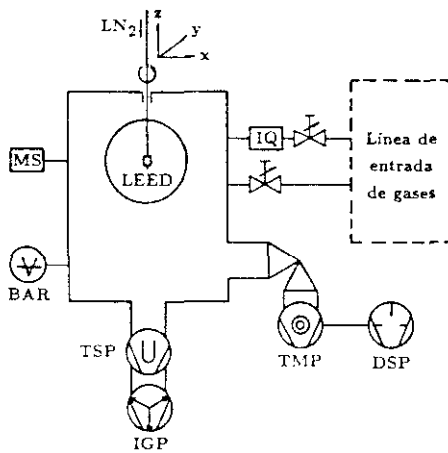 LN₂
z
y
x
MS
LEED
IQ
Línea de
entrada
de gases
BAR
TSP
U
TMP
DSP
IGP